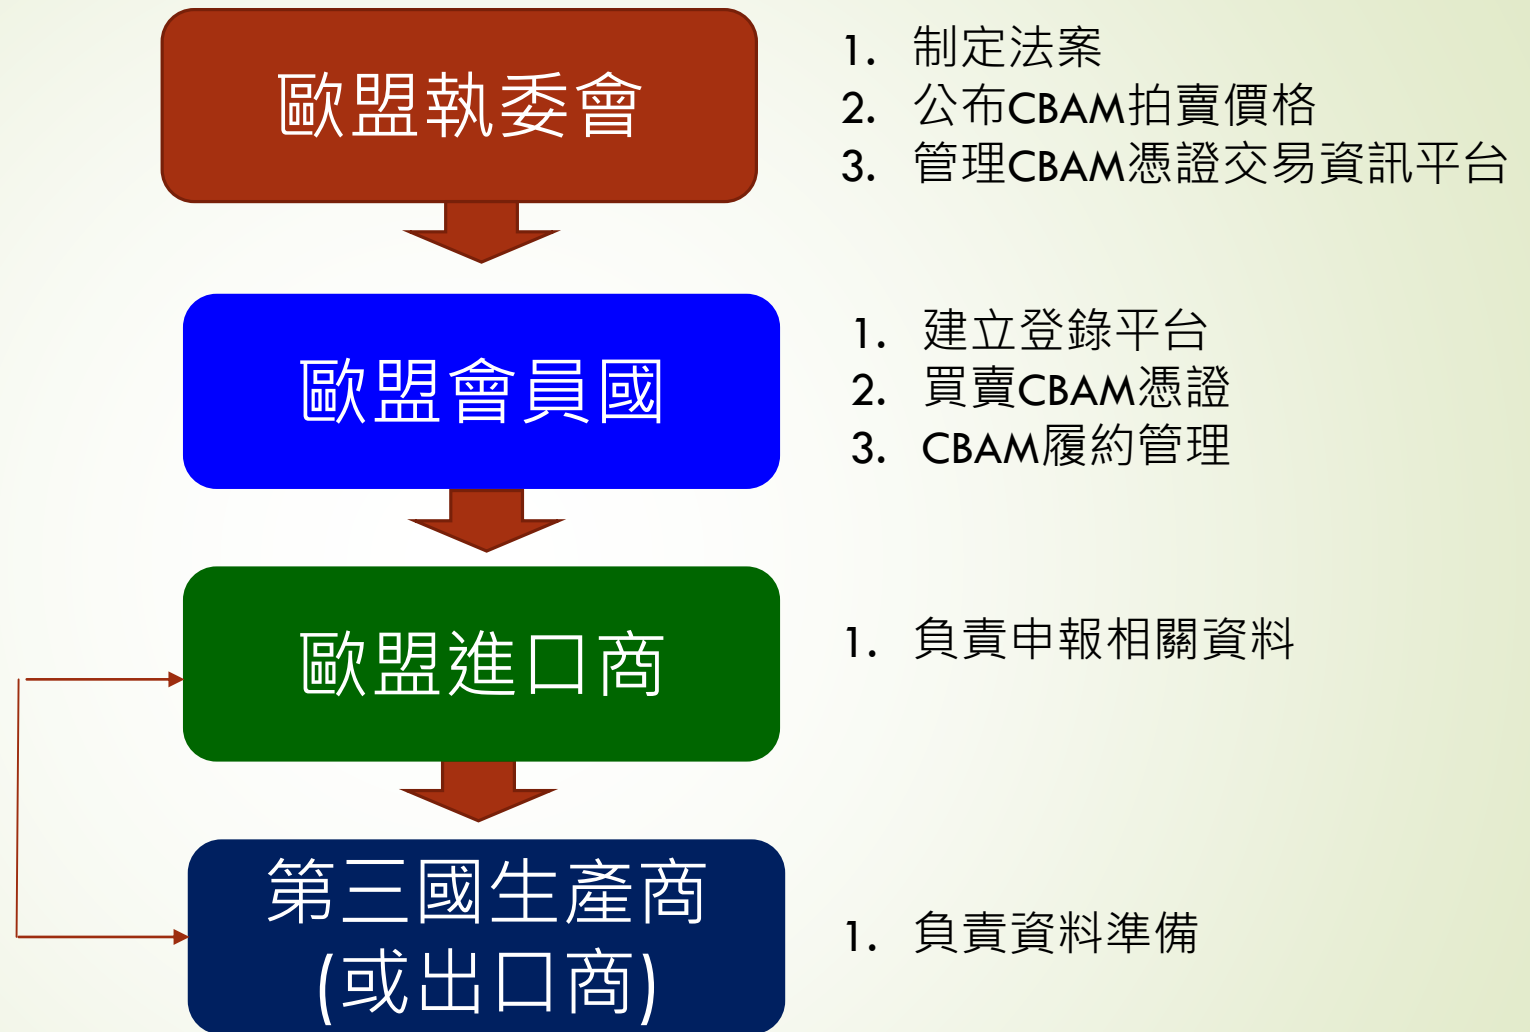 歐盟執委會
1. 制定法案
2. 公布CBAM拍賣價格
3. 管理CBAM憑證交易資訊平台
歐盟會員國
1. 建立登錄平台
2. 買賣CBAM憑證
3. CBAM履約管理
歐盟進口商
1. 負責申報相關資料
第三國生產商
(或出口商)
1. 負責資料準備